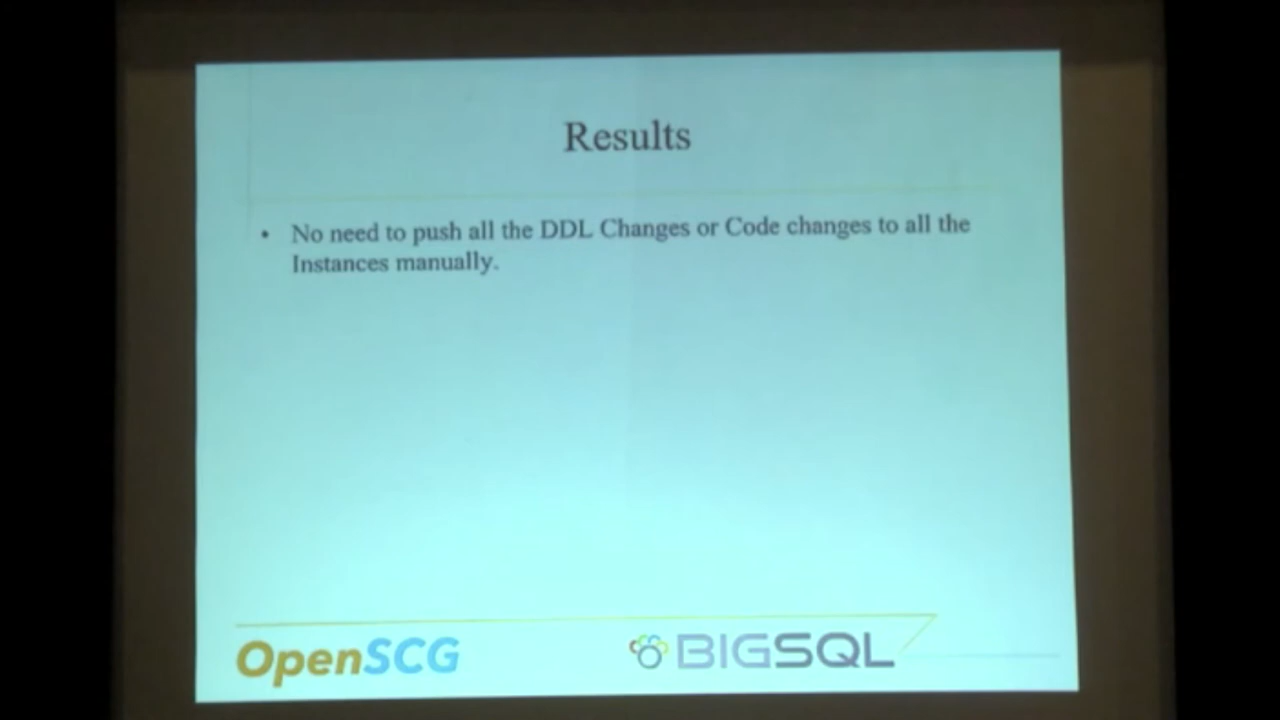 Results
• No need to push all the DDL Changes or Code changes to all the
Instances manually.
OpenSCG
BIGSQL